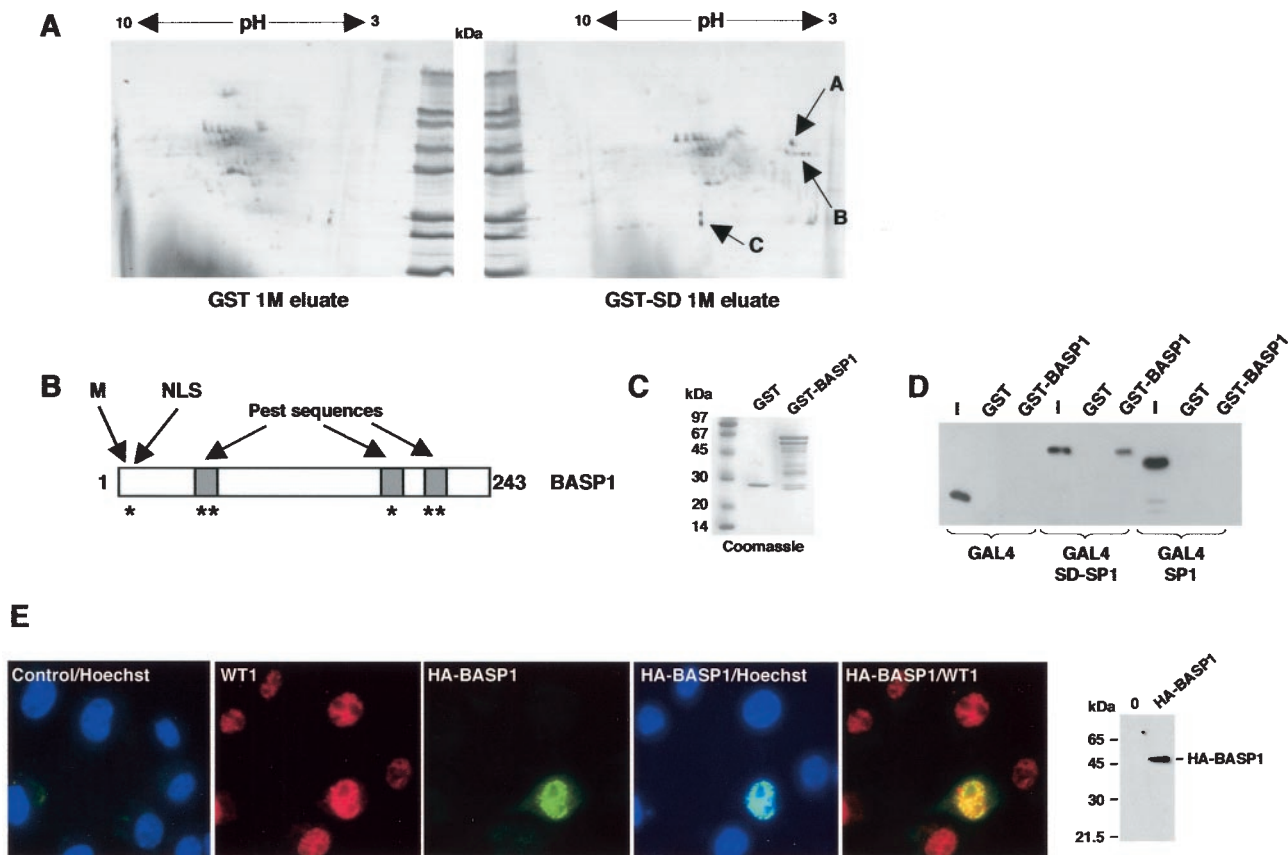 A
10 pH 3
kDa
10 pH 3
A
B
C
GST 1M eluate
GST-SD 1M eluate
B
M
NLS
Pest sequences
1
243
BASP1
* ** * **
C
kDa
GST
GST-BASP1
97
67
45
30
20
14
Coomassie
D
I
GST
GST-BASP1
I
GST
GST-BASP1
I
GST
GST-BASP1
GAL4
GAL4
SD-SP1
GAL4
SP1
E
Control/Hoechst
WT1
HA-BASP1
HA-BASP1/Hoechst
HA-BASP1/WT1
kDa
0
HA-BASP1
65
45
30
21.5
HA-BASP1